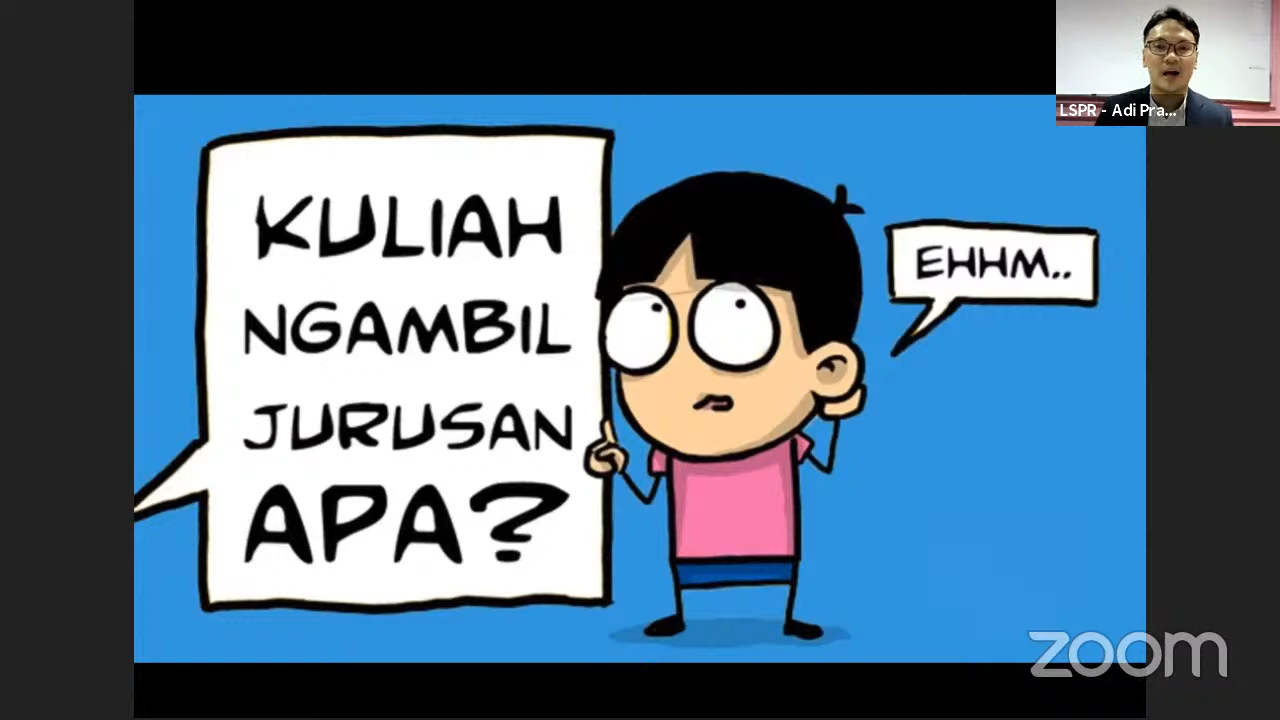 LSPR - Adi Pra...
KULIAH
NGAMBIL
JURUSAN
APA?
EHHM..
zoom